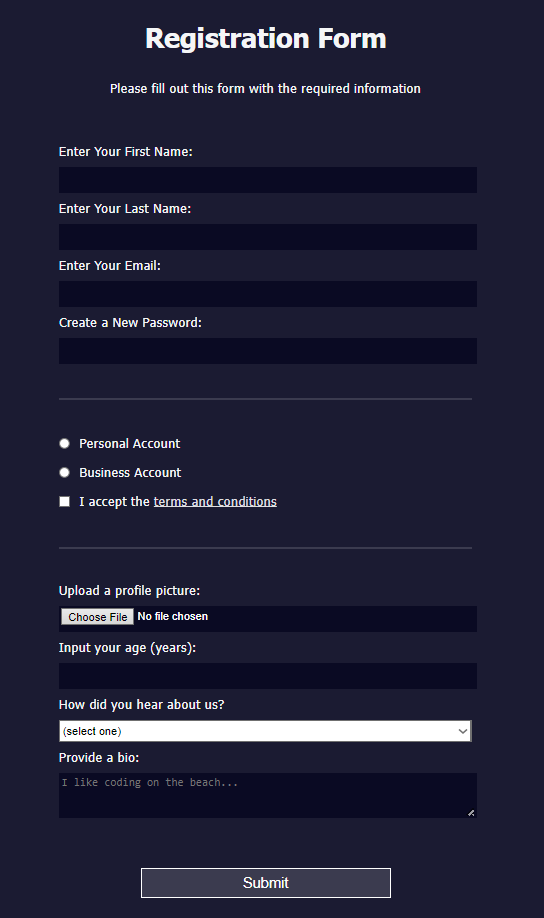 Registration Form
Please fill out this form with the required information
Enter Your First Name:
Enter Your Last Name:
Enter Your Email:
Create a New Password:
Personal Account
Business Account
I accept the terms and conditions
Upload a profile picture:
Choose File No file chosen
Input your age (years):
How did you hear about us?
(select one)
Provide a bio:
I like coding on the beach...
Submit